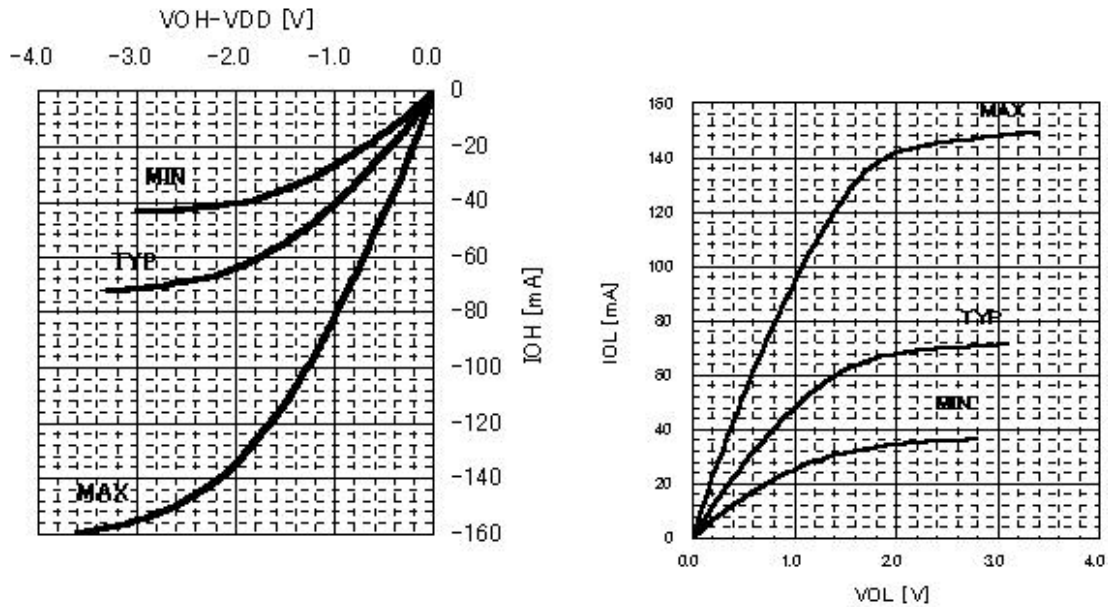 VOH-VDD [V]
-4.0 -3.0 -2.0 -1.0 0.0
0
-20
MIN
-40
TYP
-60
-80
-100
-120
MAX
-140
-160
IOH [mA]
160
MAX
140
120
100
80
TYP
60
MIN
40
20
0
IOL [mA]
0.0 1.0 2.0 3.0 4.0
VOL [V]